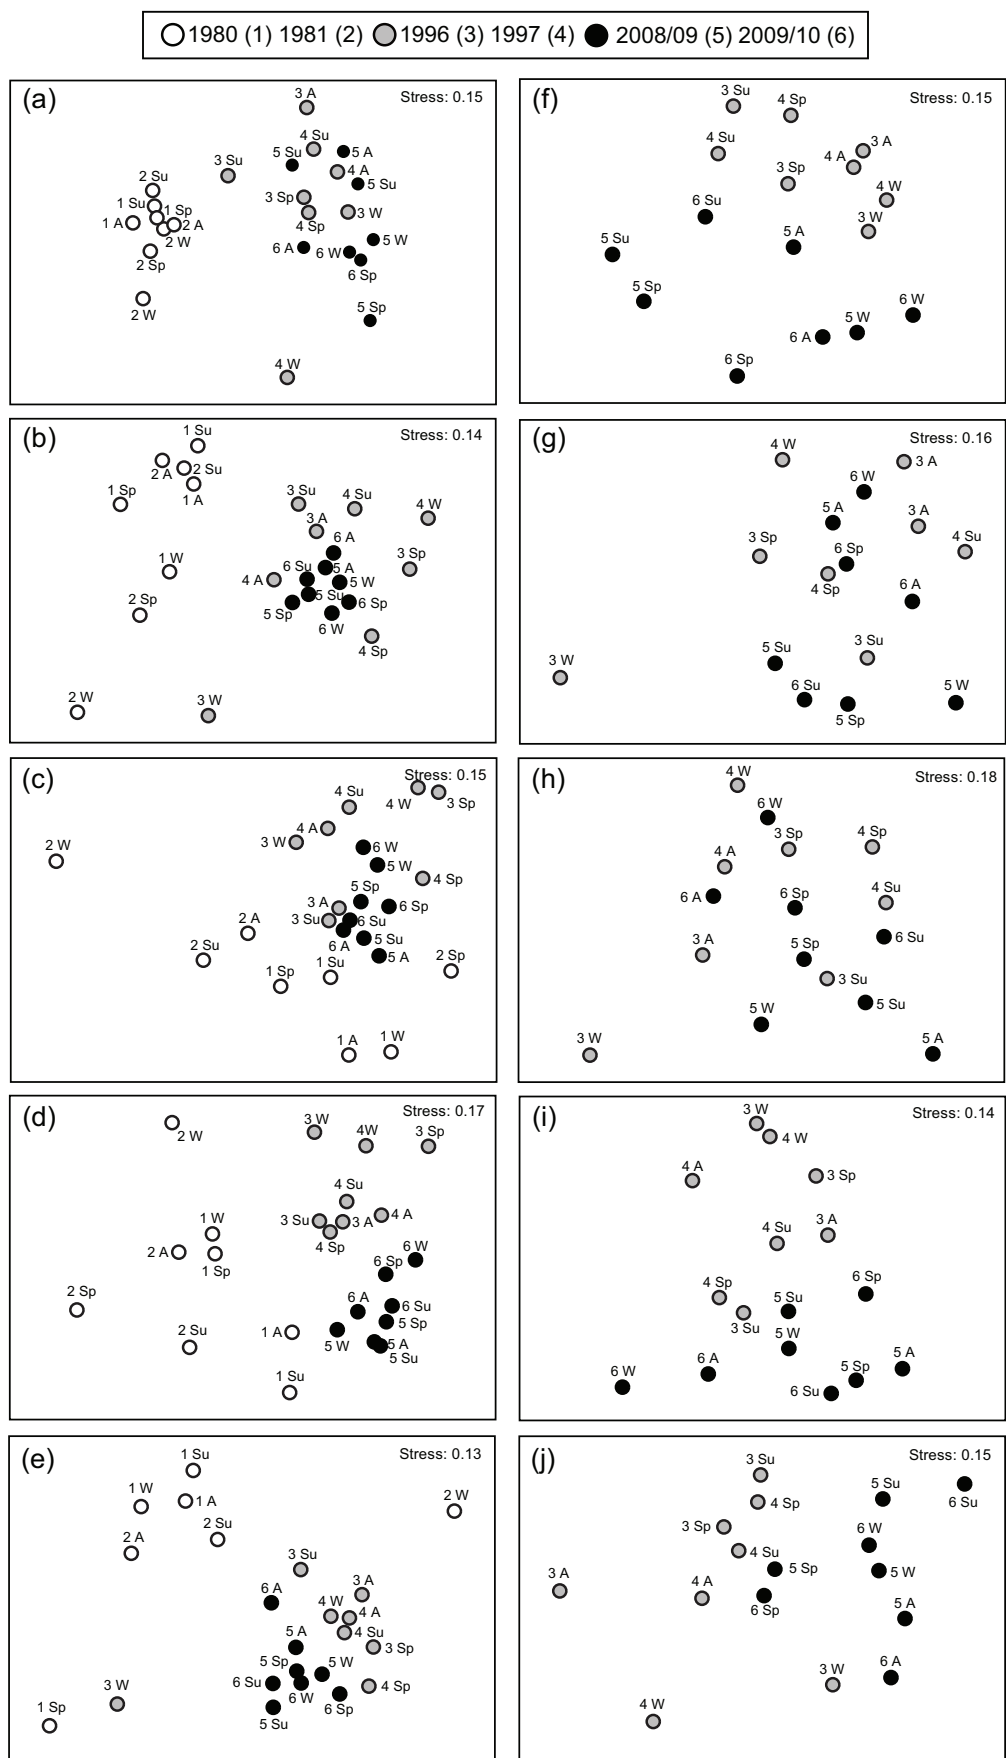 1980 (1) 1981 (2) 1996 (3) 1997 (4) 2008/09 (5) 2009/10 (6)
(a)
Stress: 0.15
3 A
4 Su
5 Su
5 A
3 Su
4 A
5 Su
2 Su
1 Su
1 Sp
1 A
2 A
2 W
2 Sp
2 W
3 Sp
4 Sp
3 W
6 A
6 W
5 W
6 Sp
5 Sp
4 W
(f)
Stress: 0.15
3 Su
4 Sp
4 Su
3 A
4 A
3 Sp
4 W
6 Su
3 W
5 A
5 Su
5 Sp
6 W
5 W
6 A
6 Sp
(b)
Stress: 0.14
1 Su
2 A
2 Su
1 A
1 Sp
3 Su
4 Su
4 W
3 A
6 A
1 W
6 Su
5 A
3 Sp
4 A
5 W
2 Sp
5 Su
5 Sp
6 Sp
6 W
4 Sp
2 W
3 W
(g)
Stress: 0.16
4 W
3 A
6 W
5 A
3 A
3 Sp
6 Sp
4 Su
4 Sp
6 A
3 Su
5 Su
3 W
6 Su
5 Sp
5 W
(c)
Stress: 0.15
4 Su
4 W
3 Sp
4 A
3 W
6 W
2 W
5 W
4 Sp
5 Sp
3 A
6 Sp
3 Su
6 Su
2 A
6 A
5 Su
2 Su
5 A
1 Sp
1 Su
2 Sp
1 A
1 W
(h)
Stress: 0.18
4 W
6 W
3 Sp
4 Sp
4 A
6 A
6 Sp
4 Su
6 Su
3 A
5 Sp
3 Su
5 Su
5 W
3 W
5 A
(d)
Stress: 0.17
2 W
3 W
4W
3 Sp
4 Su
1 W
3 Su
3 A
4 A
2 A
1 Sp
4 Sp
6 W
6 Sp
2 Sp
6 A
6 Su
5 Sp
2 Su
1 A
5 W
5 A
5 Su
1 Su
(i)
Stress: 0.14
3 W
4 W
4 A
3 Sp
4 Su
3 A
4 Sp
6 Sp
3 Su
5 Su
5 W
6 W
6 A
5 Sp
5 A
6 Su
(e)
Stress: 0.13
1 Su
1 W
1 A
2 W
2 A
2 Su
3 Su
6 A
3 A
4 W
4 A
4 Su
5 A
3 Sp
5 Sp
5 W
6 Su
6 W
4 Sp
3 W
6 Sp
5 Su
1 Sp
(j)
Stress: 0.15
3 Su
5 Su
6 Su
4 Sp
3 Sp
6 W
4 Su
5 Sp
5 W
3 A
4 A
6 Sp
5 A
3 W
6 A
4 W